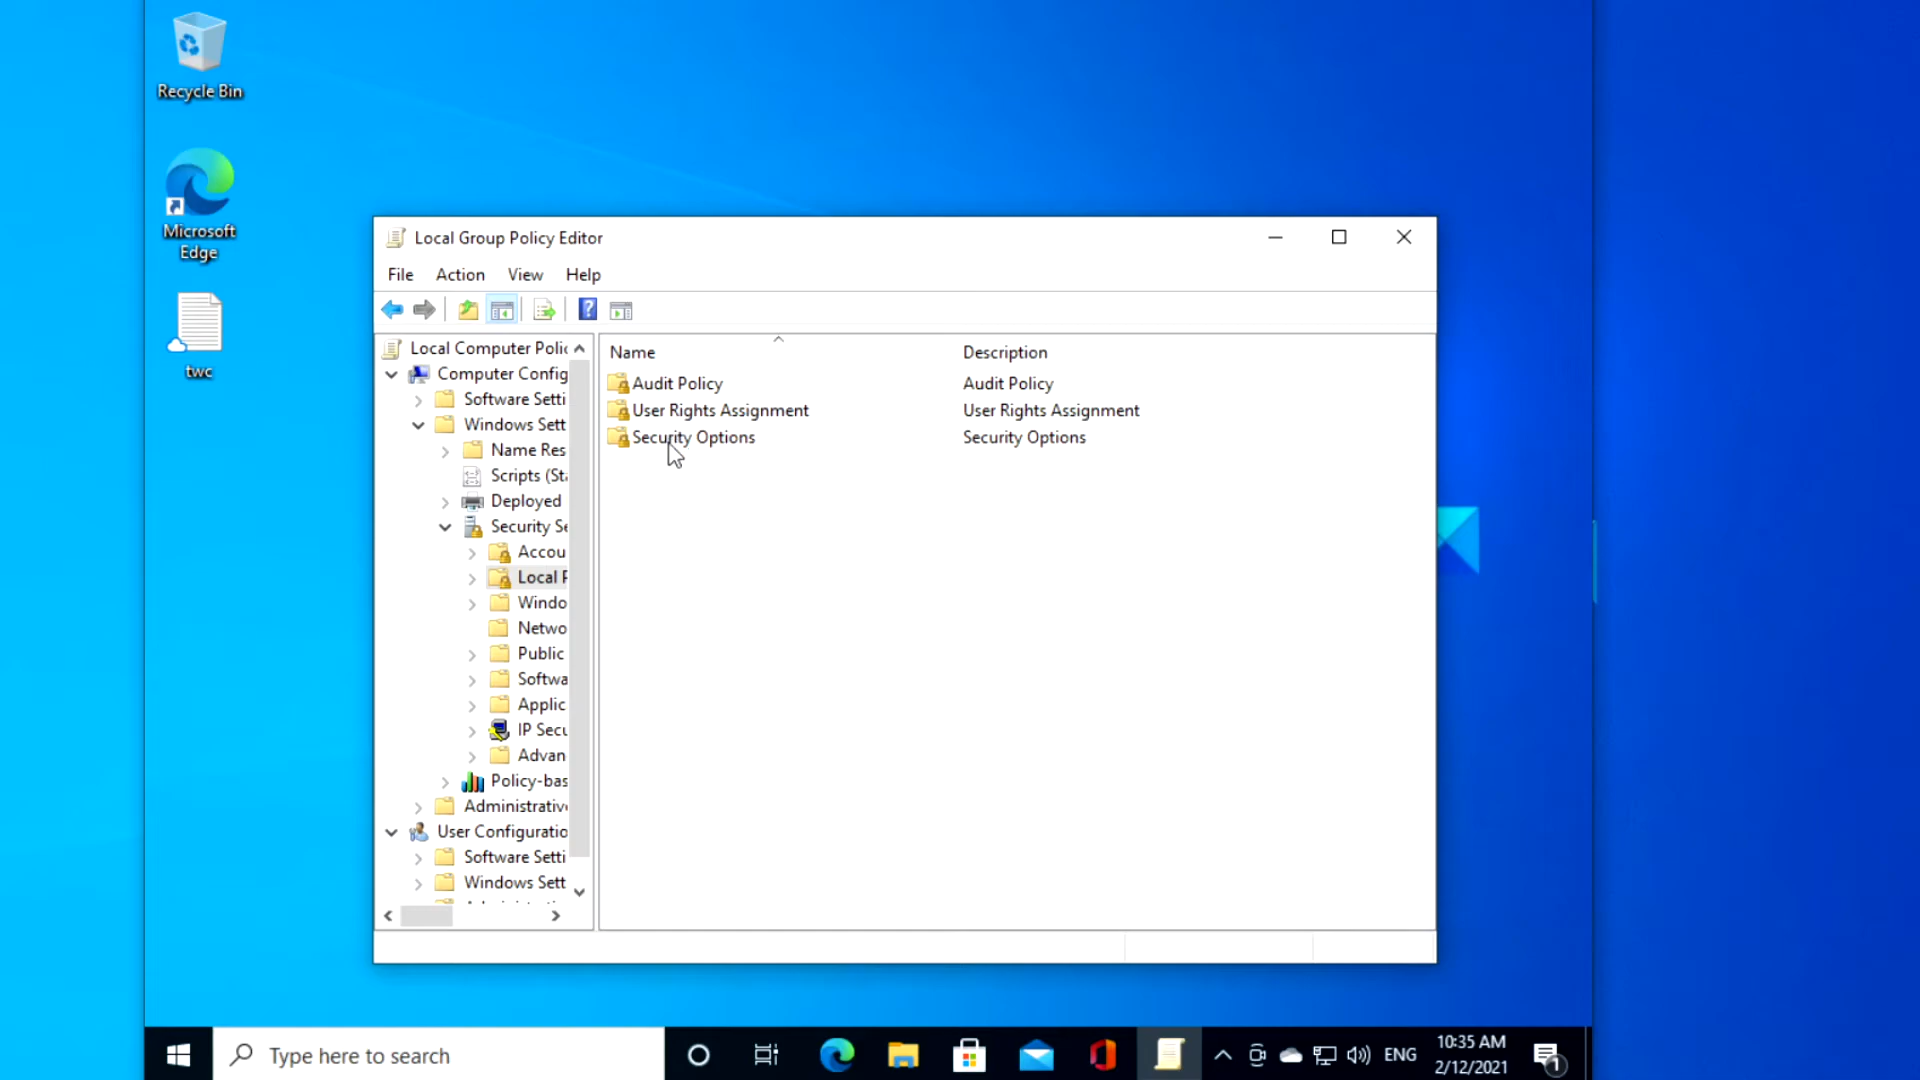 Recycle Bin
Microsoft
Edge
twc
Local Group Policy Editor
File Action View Help
Local Computer Polic
Computer Config
Software Setti
Windows Sett
Name Res
Scripts (Sta
Deployed
Security Se
Accou
Local P
Windo
Netwo
Public
Softwa
Applic
IP Secu
Advan
Policy-bas
Administrativ
User Configuratio
Software Setti
Windows Sett
Name Description
Audit Policy Audit Policy
User Rights Assignment User Rights Assignment
Security Options Security Options
Type here to search
ENG
10:35 AM
2/12/2021
1